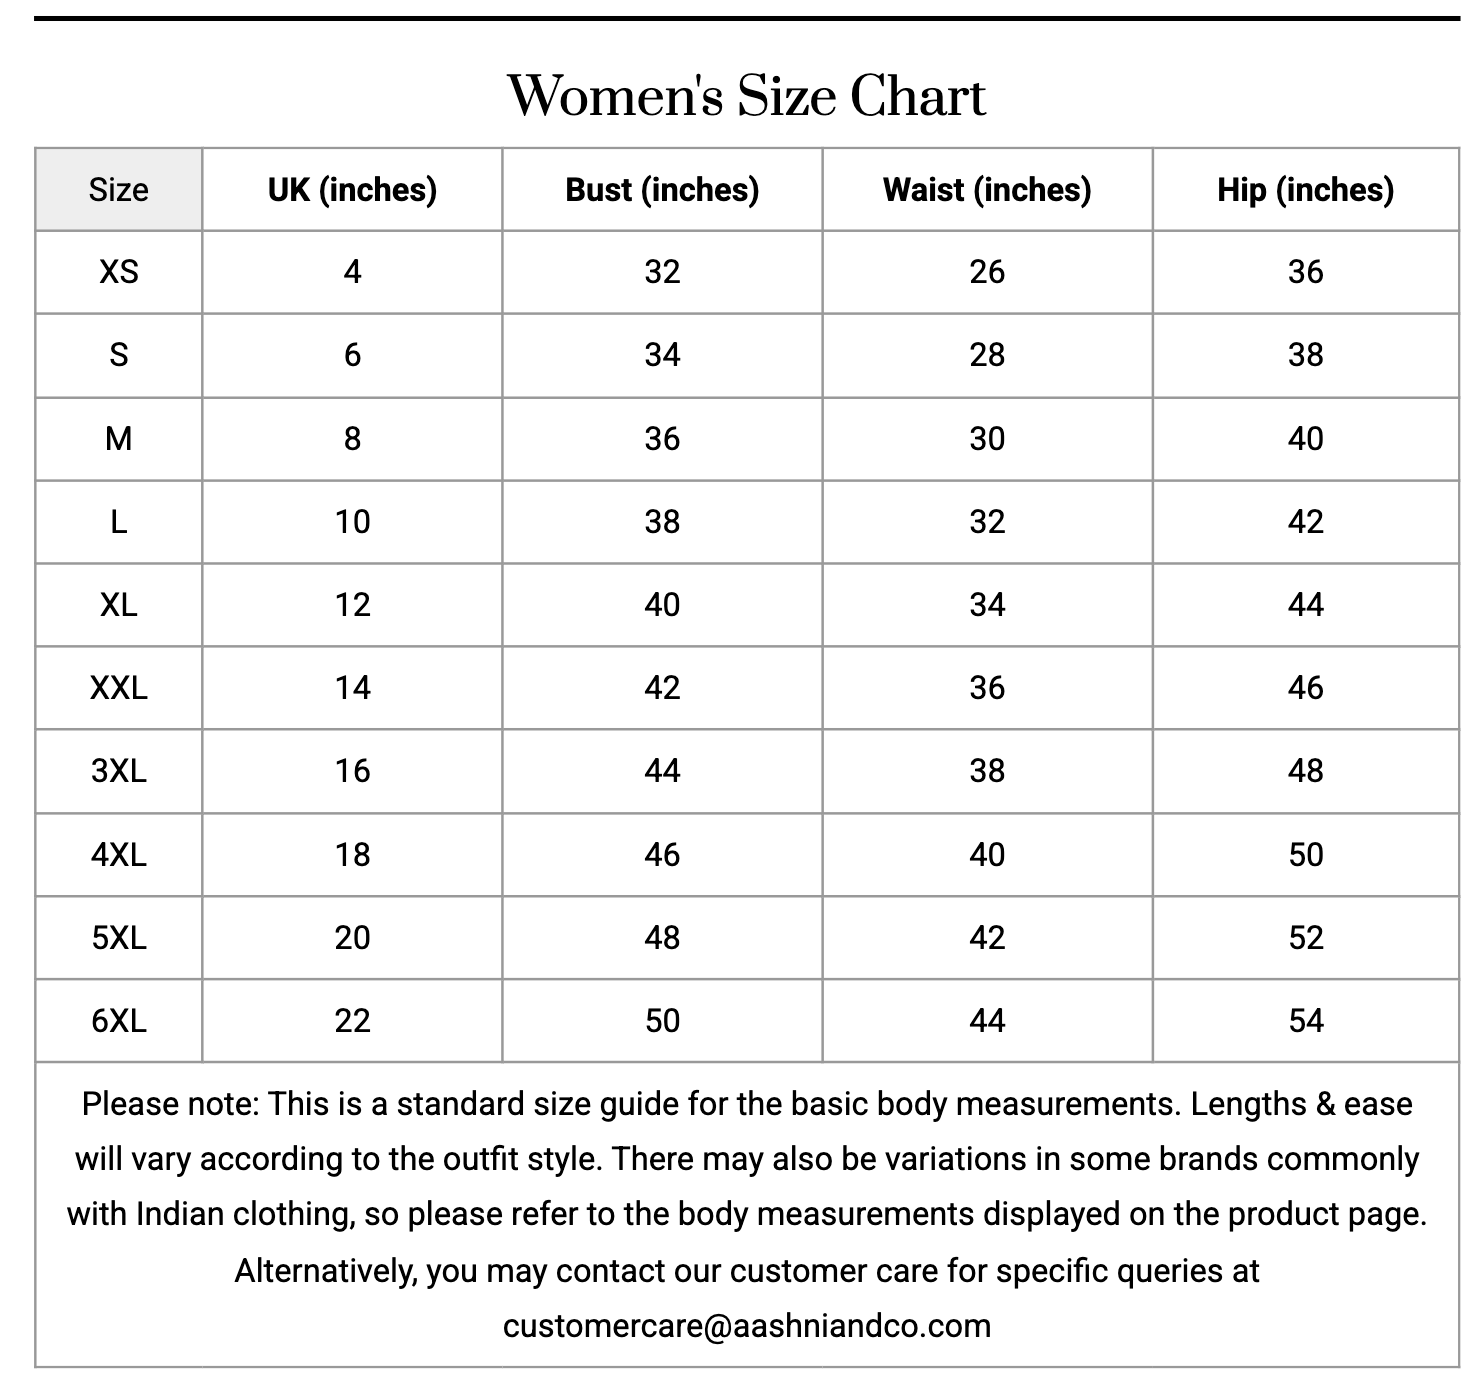 Women's Size Chart
Size UK (inches) Bust (inches) Waist (inches) Hip (inches)
XS 4 32 26 36
S 6 34 28 38
M 8 36 30 40
L 10 38 32 42
XL 12 40 34 44
XXL 14 42 36 46
3XL 16 44 38 48
4XL 18 46 40 50
5XL 20 48 42 52
6XL 22 50 44 54
Please note: This is a standard size guide for the basic body measurements. Lengths & ease
will vary according to the outfit style. There may also be variations in some brands commonly
with Indian clothing, so please refer to the body measurements displayed on the product page.
Alternatively, you may contact our customer care for specific queries at
customercare@aashniandco.com